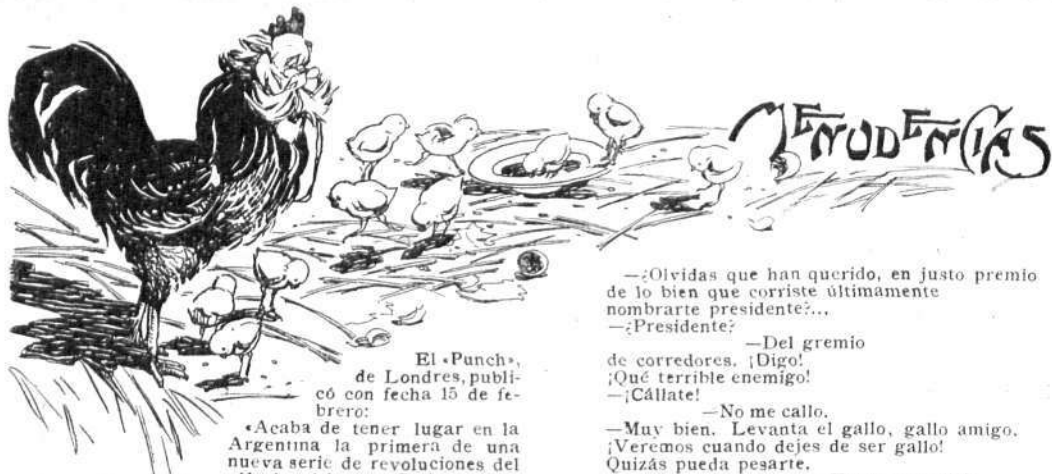 MENUDENCIAS
El «Punch»,
de Londres, publi-
có con fecha 15 de fe-
brero:
«Acaba de tener lugar en la
Argentina la primera de una
nueva serie de revoluciones del
—¿Olvidas que han querido, en justo premio
de lo bien que corriste últimamente
nombrarte presidente?...
—¿Presidente?
—Del gremio
de corredores. ¡Digo!
¡Qué terrible enemigo!
—¡Cállate!
—No me callo.
—Muy bien. Levanta el gallo, gallo amigo.
¡Veremos cuando dejes de ser gallo!
Quizás pueda pesarte.